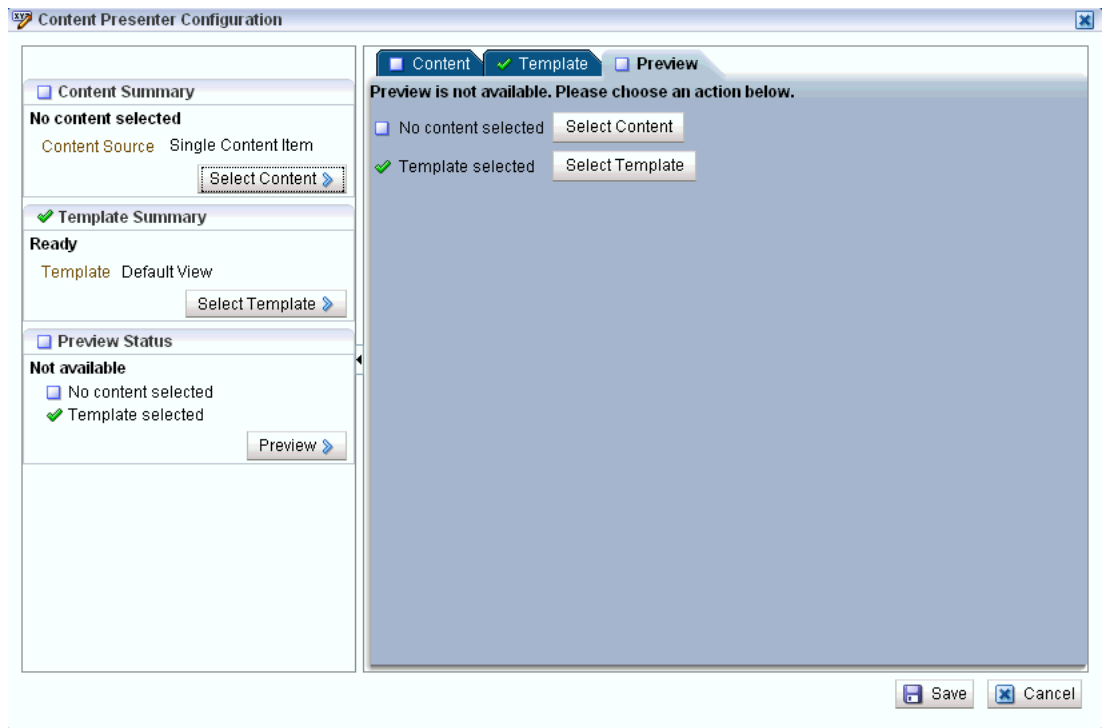 Content Presenter Configuration
Content Summary
No content selected
Content Source Single Content Item
Select Content
Template Summary
Ready
Template Default View
Select Template
Preview Status
Not available
No content selected
Template selected
Preview
Content Template Preview
Preview is not available. Please choose an action below.
No content selected Select Content
Template selected Select Template
Save Cancel